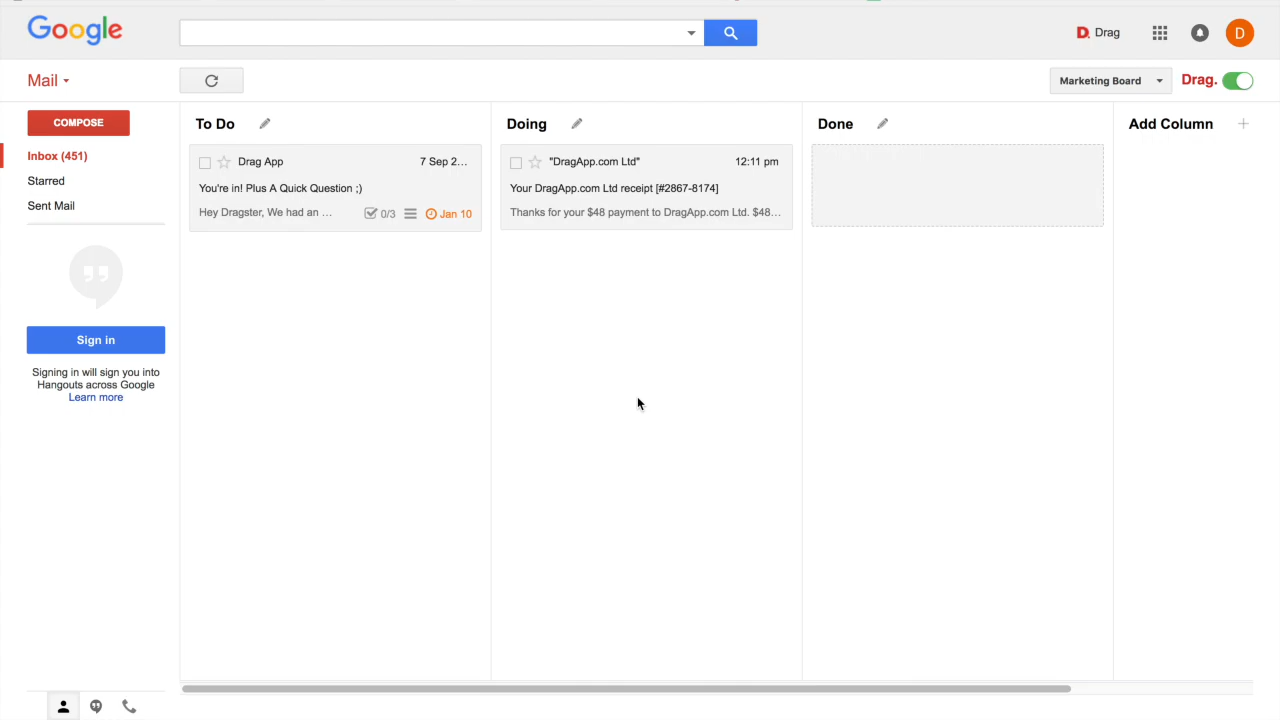 Google
D. Drag
D
Mail
Marketing Board
Drag.
COMPOSE
Inbox (451)
Starred
Sent Mail
Sign in
Signing in will sign you into
Hangouts across Google
Learn more
To Do
Drag App 7 Sep 2...
You're in! Plus A Quick Question ;)
Hey Dragster, We had an ... 0/3 Jan 10
Doing
"DragApp.com Ltd" 12:11 pm
Your DragApp.com Ltd receipt [#2867-8174]
Thanks for your $48 payment to DragApp.com Ltd. $48...
Done
Add Column